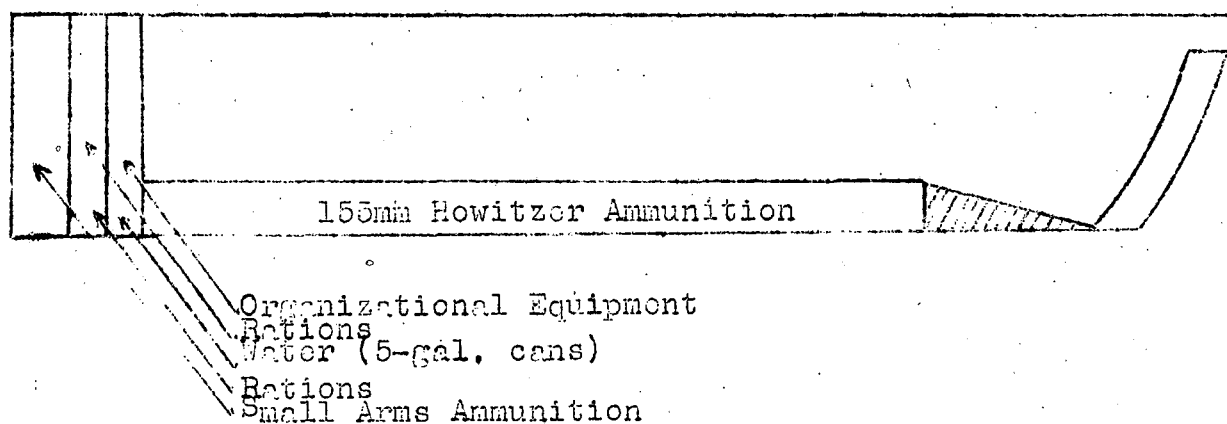 155mm Howitzer Ammunition
Organizational Equipment
Rations
Water (5-gal. cans)
Rations
Small Arms Ammunition